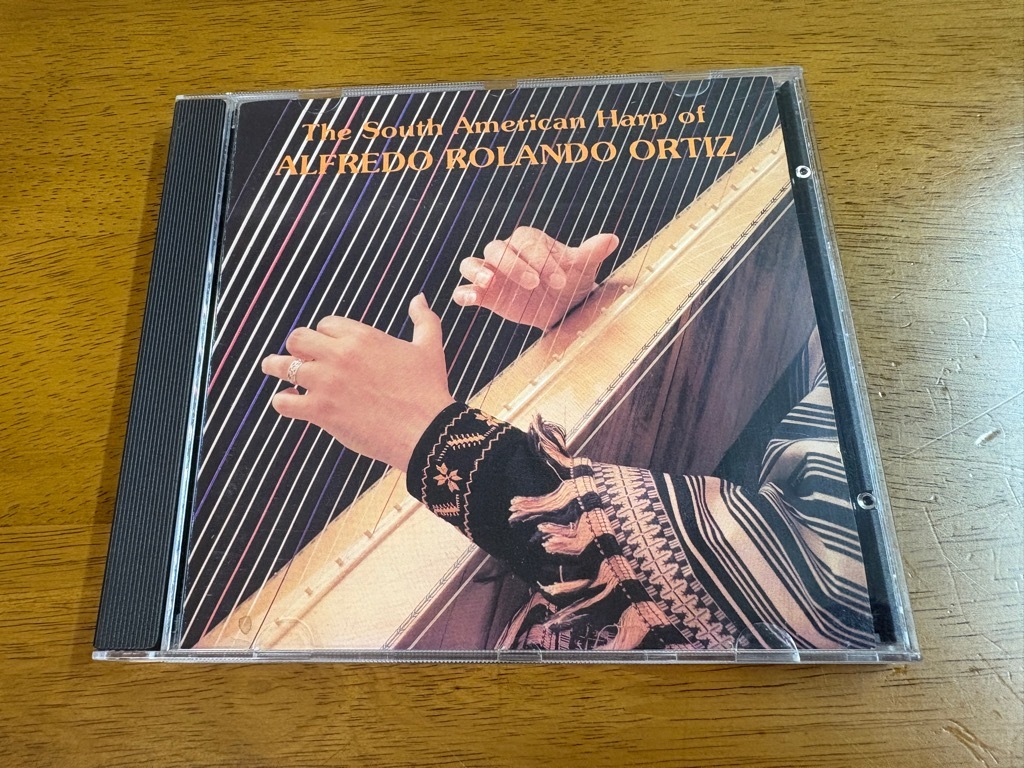 The South American Harp of
ALFREDO ROLANDO ORTIZ